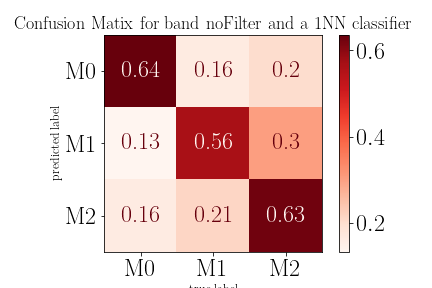 Confusion Matix for band noFilter and a 1NN classifier
M0 0.64 0.16 0.2
M1 0.13 0.56 0.3
M2 0.16 0.21 0.63
M0 M1 M2
predicted label
true label
0.6
0.4
0.2